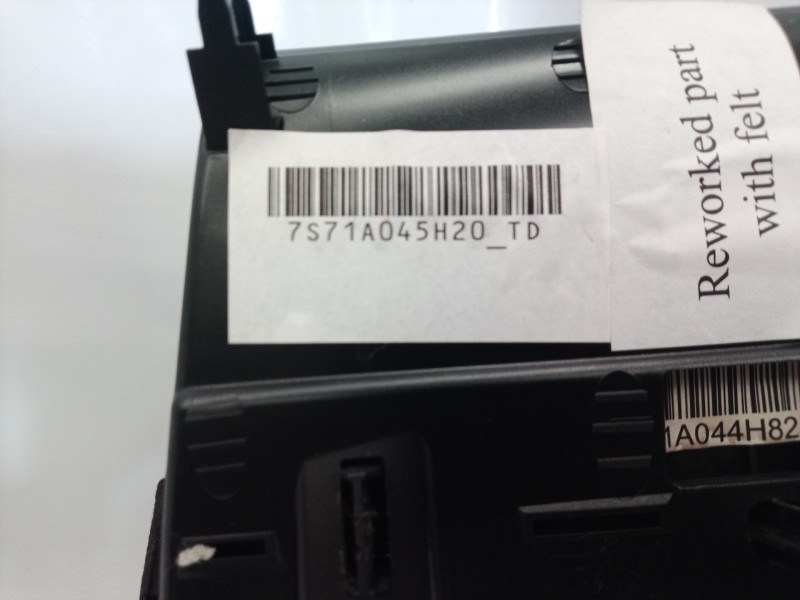 7S71A045H20_TD
Reworked part
with felt
1A044H82